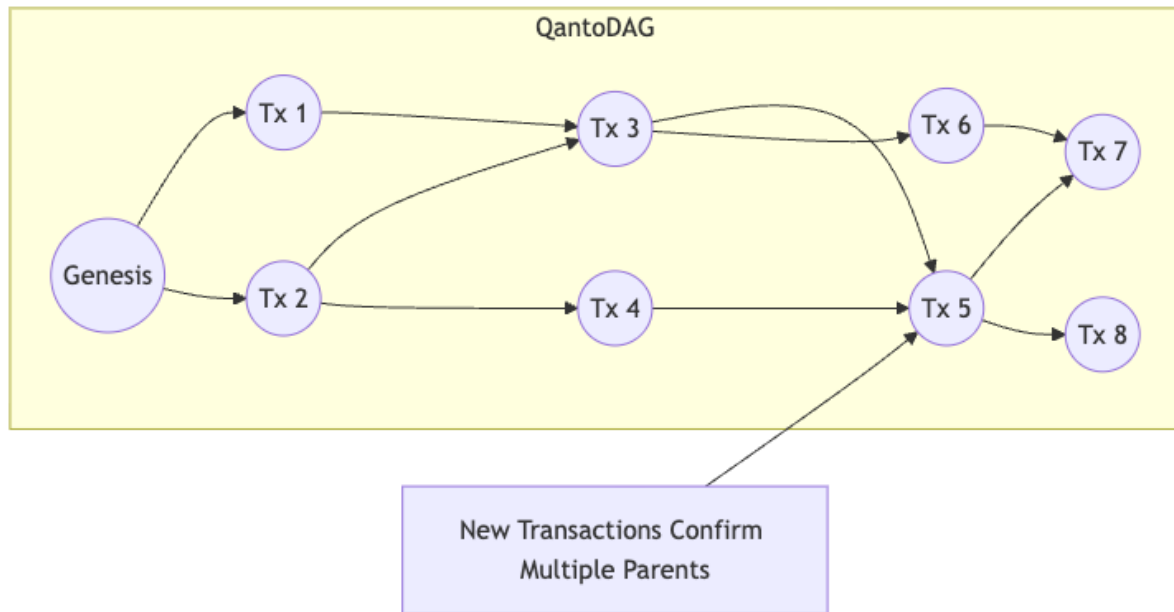 QantoDAG
Tx 1
Tx 3
Tx 6
Tx 7
Genesis
Tx 2
Tx 4
Tx 5
Tx 8
New Transactions Confirm
Multiple Parents